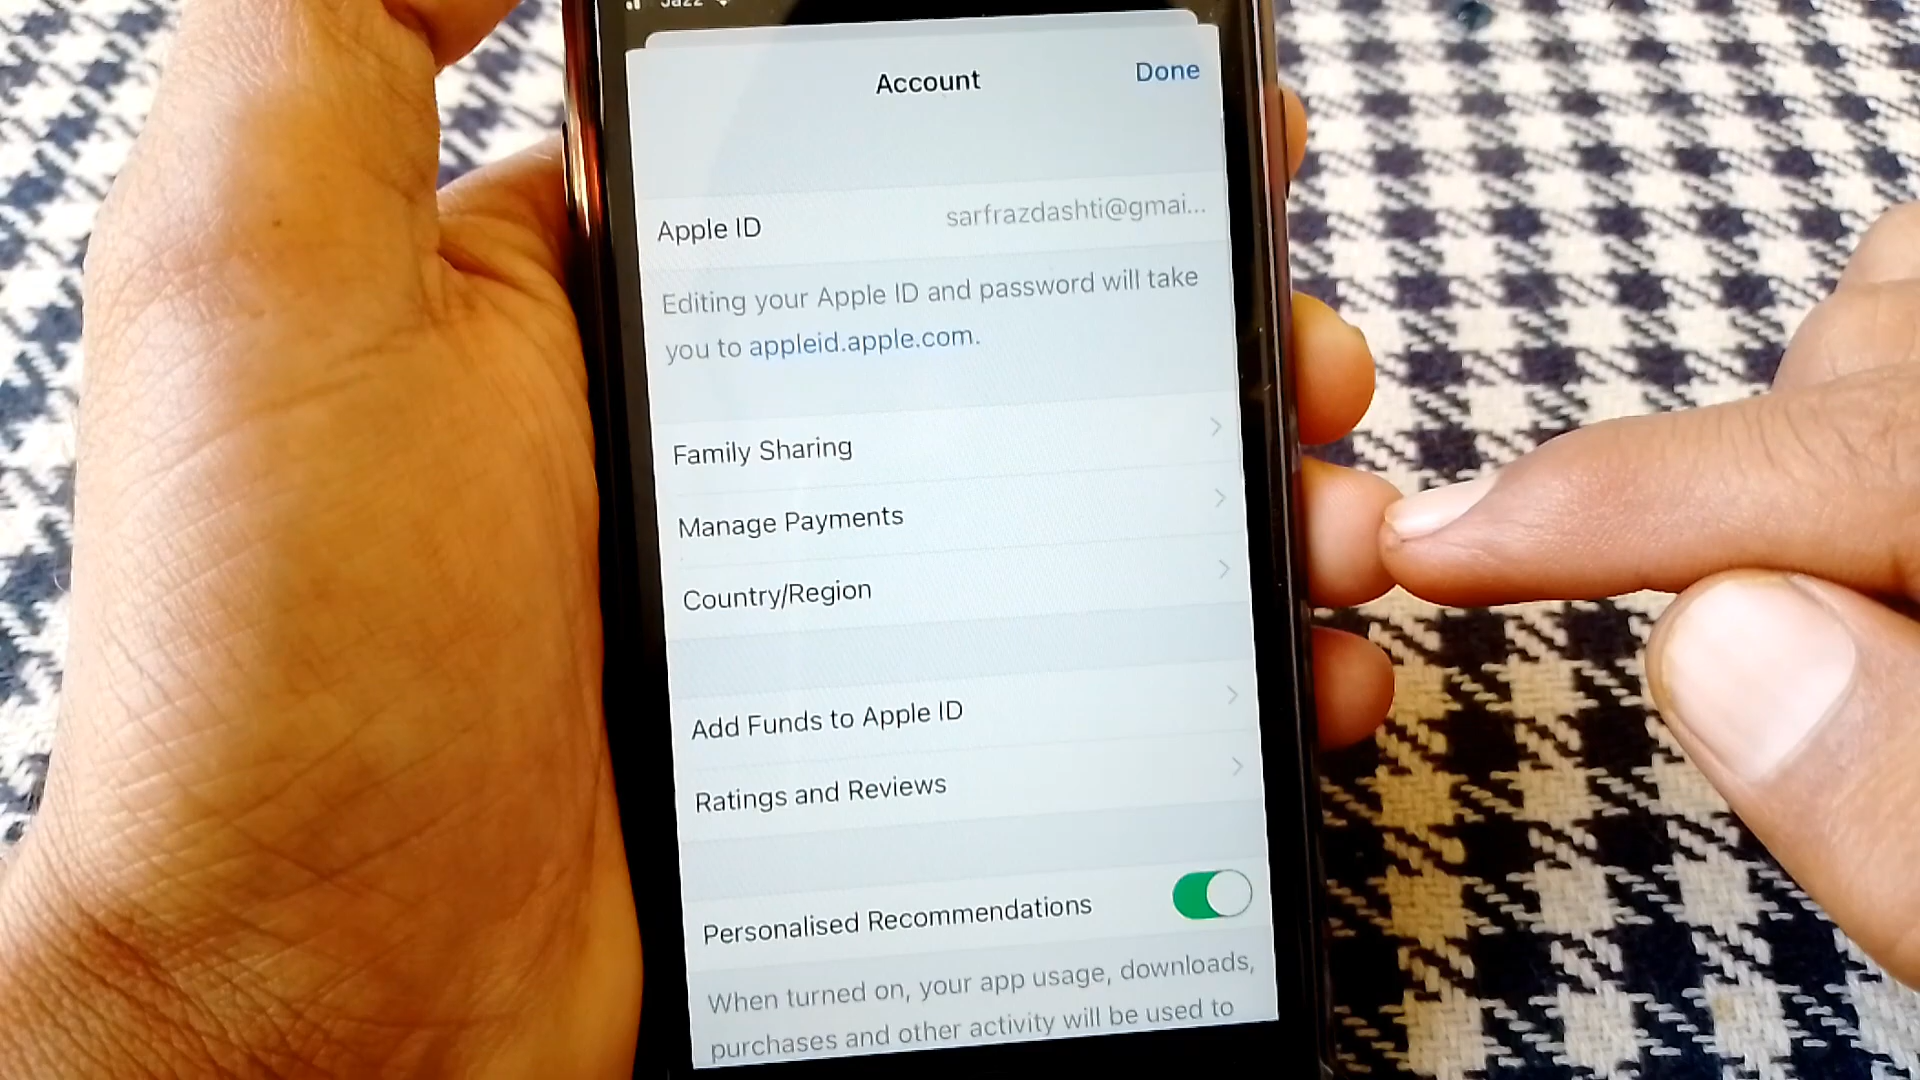 Jazz
Account
Done
Apple ID
sarfrazdashti@gmai...
Editing your Apple ID and password will take
you to appleid.apple.com.
Family Sharing
Manage Payments
Country/Region
Add Funds to Apple ID
Ratings and Reviews
Personalised Recommendations
When turned on, your app usage, downloads,
purchases and other activity will be used to